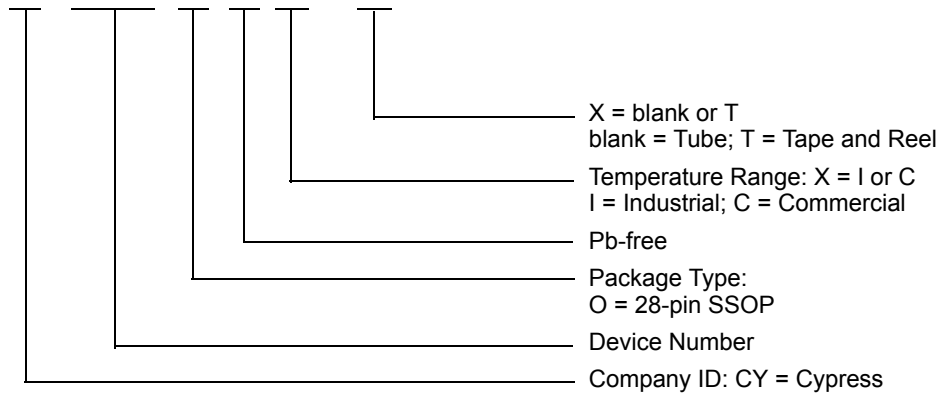 X = blank or T
blank = Tube; T = Tape and Reel
Temperature Range: X = I or C
I = Industrial; C = Commercial
Pb-free
Package Type:
O = 28-pin SSOP
Device Number
Company ID: CY = Cypress